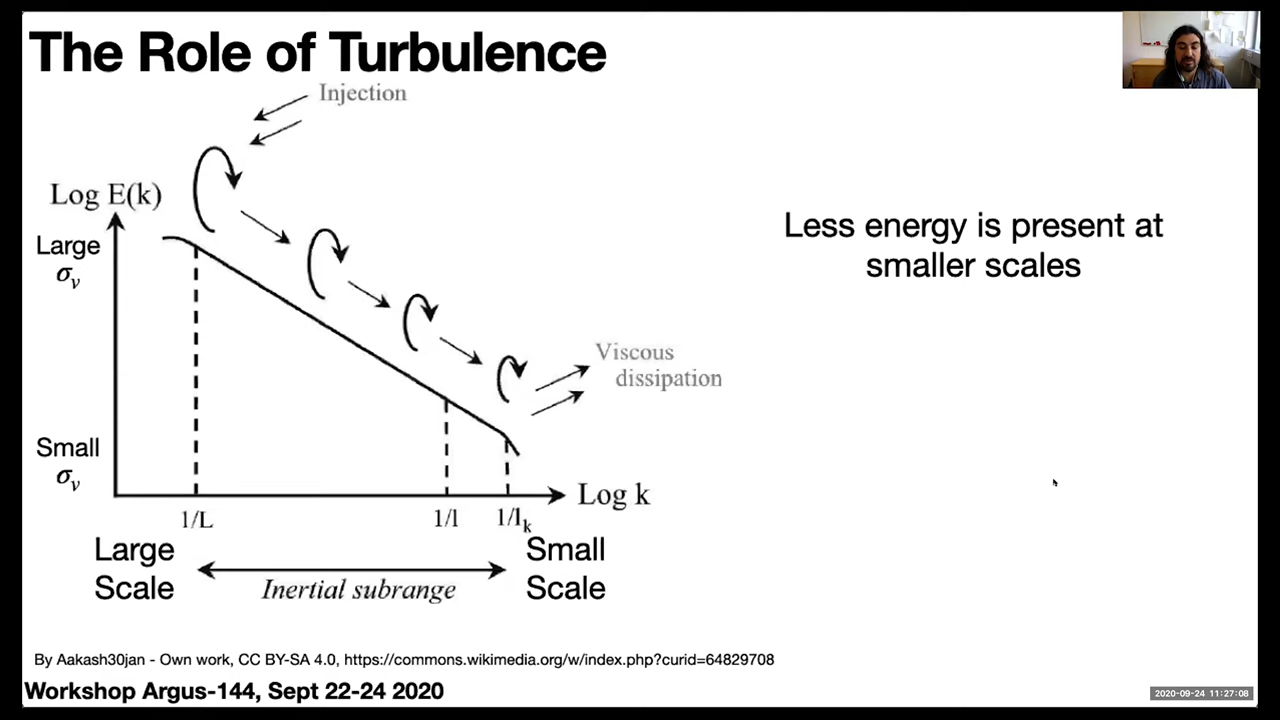 The Role of Turbulence
Injection
Log E(k)
Large
σᵥ
Less energy is present at
smaller scales
Viscous
dissipation
Small
σᵥ
Log k
1/L
1/l
1/lₖ
Large
Scale
Inertial subrange
Small
Scale
By Aakash30jan - Own work, CC BY-SA 4.0, https://commons.wikimedia.org/w/index.php?curid=64829708
Workshop Argus-144, Sept 22-24 2020
2020-09-24 11:27:08